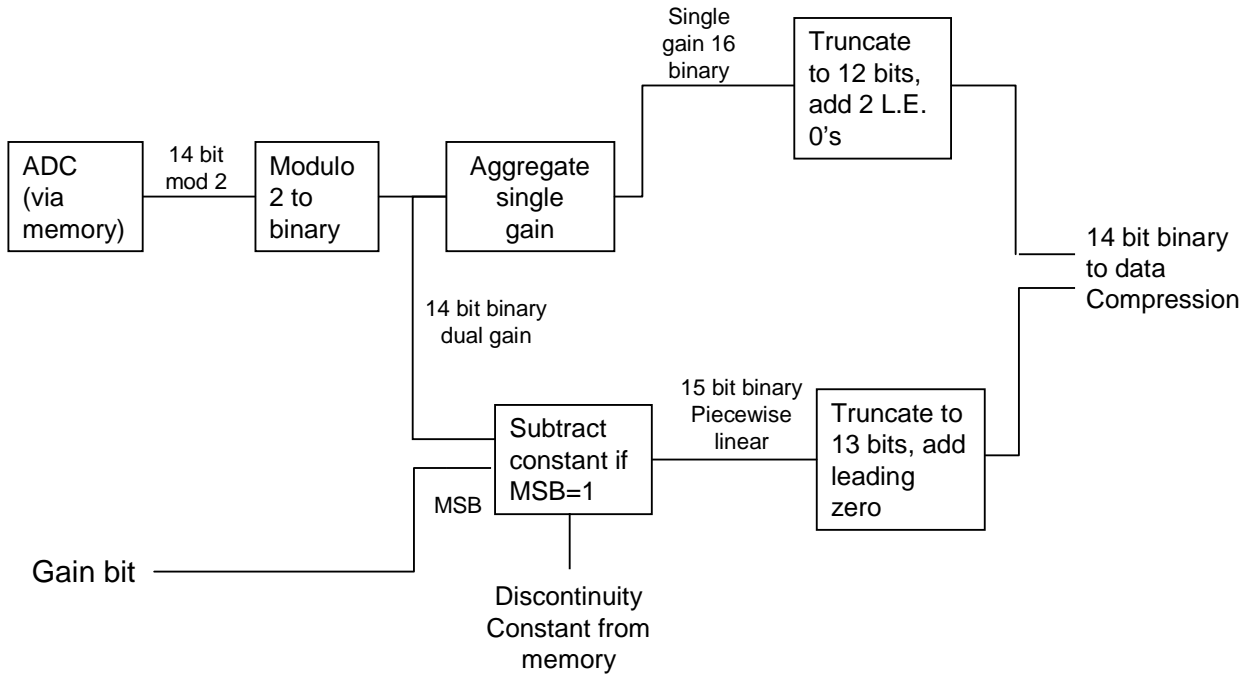 Single
gain 16
binary
Truncate
to 12 bits,
add 2 L.E.
0's
ADC
(via
memory)
14 bit
mod 2
Modulo
2 to
binary
Aggregate
single
gain
14 bit binary
to data
Compression
14 bit binary
dual gain
15 bit binary
Piecewise
linear
Subtract
constant if
MSB=1
Truncate to
13 bits, add
leading
zero
MSB
Gain bit
Discontinuity
Constant from
memory